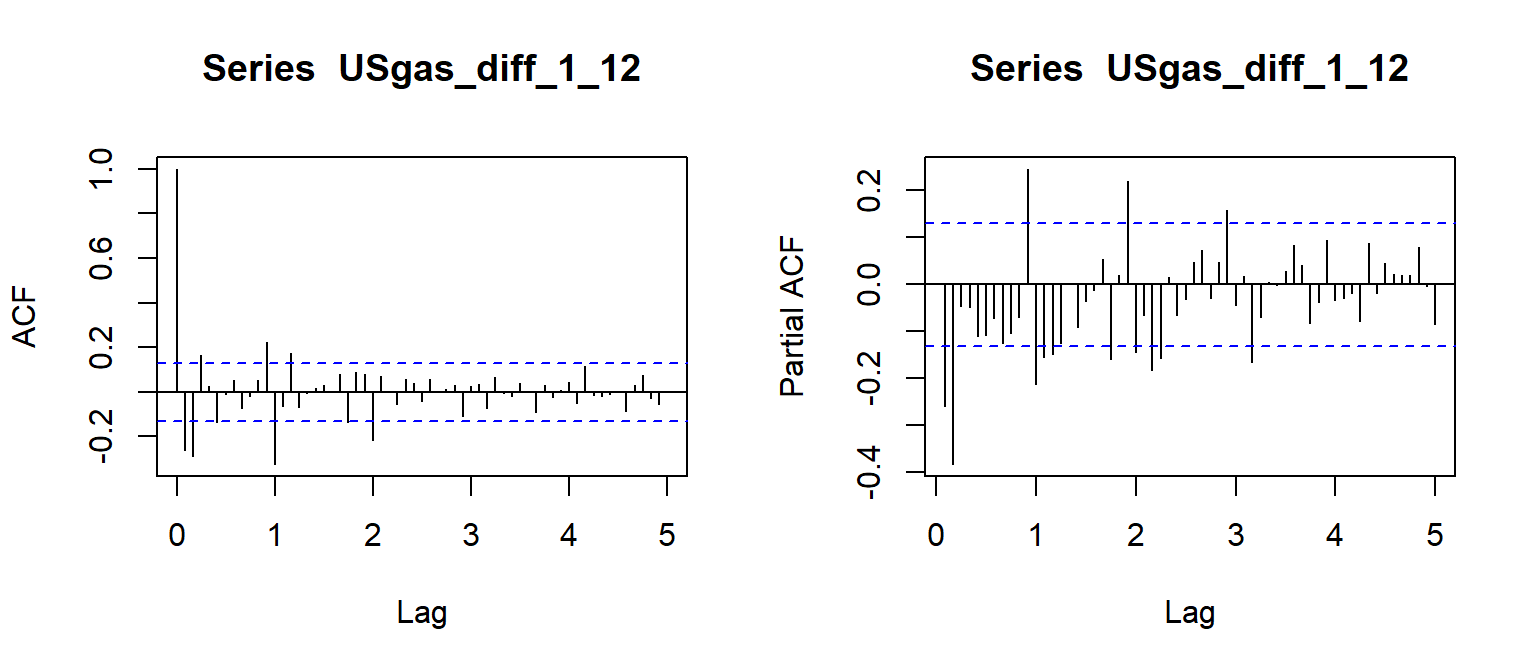 Series USgas_diff_1_12
ACF
1.0
0.6
0.2
-0.2
0 1 2 3 4 5
Lag
Series USgas_diff_1_12
Partial ACF
0.2
0.0
-0.2
-0.4
0 1 2 3 4 5
Lag